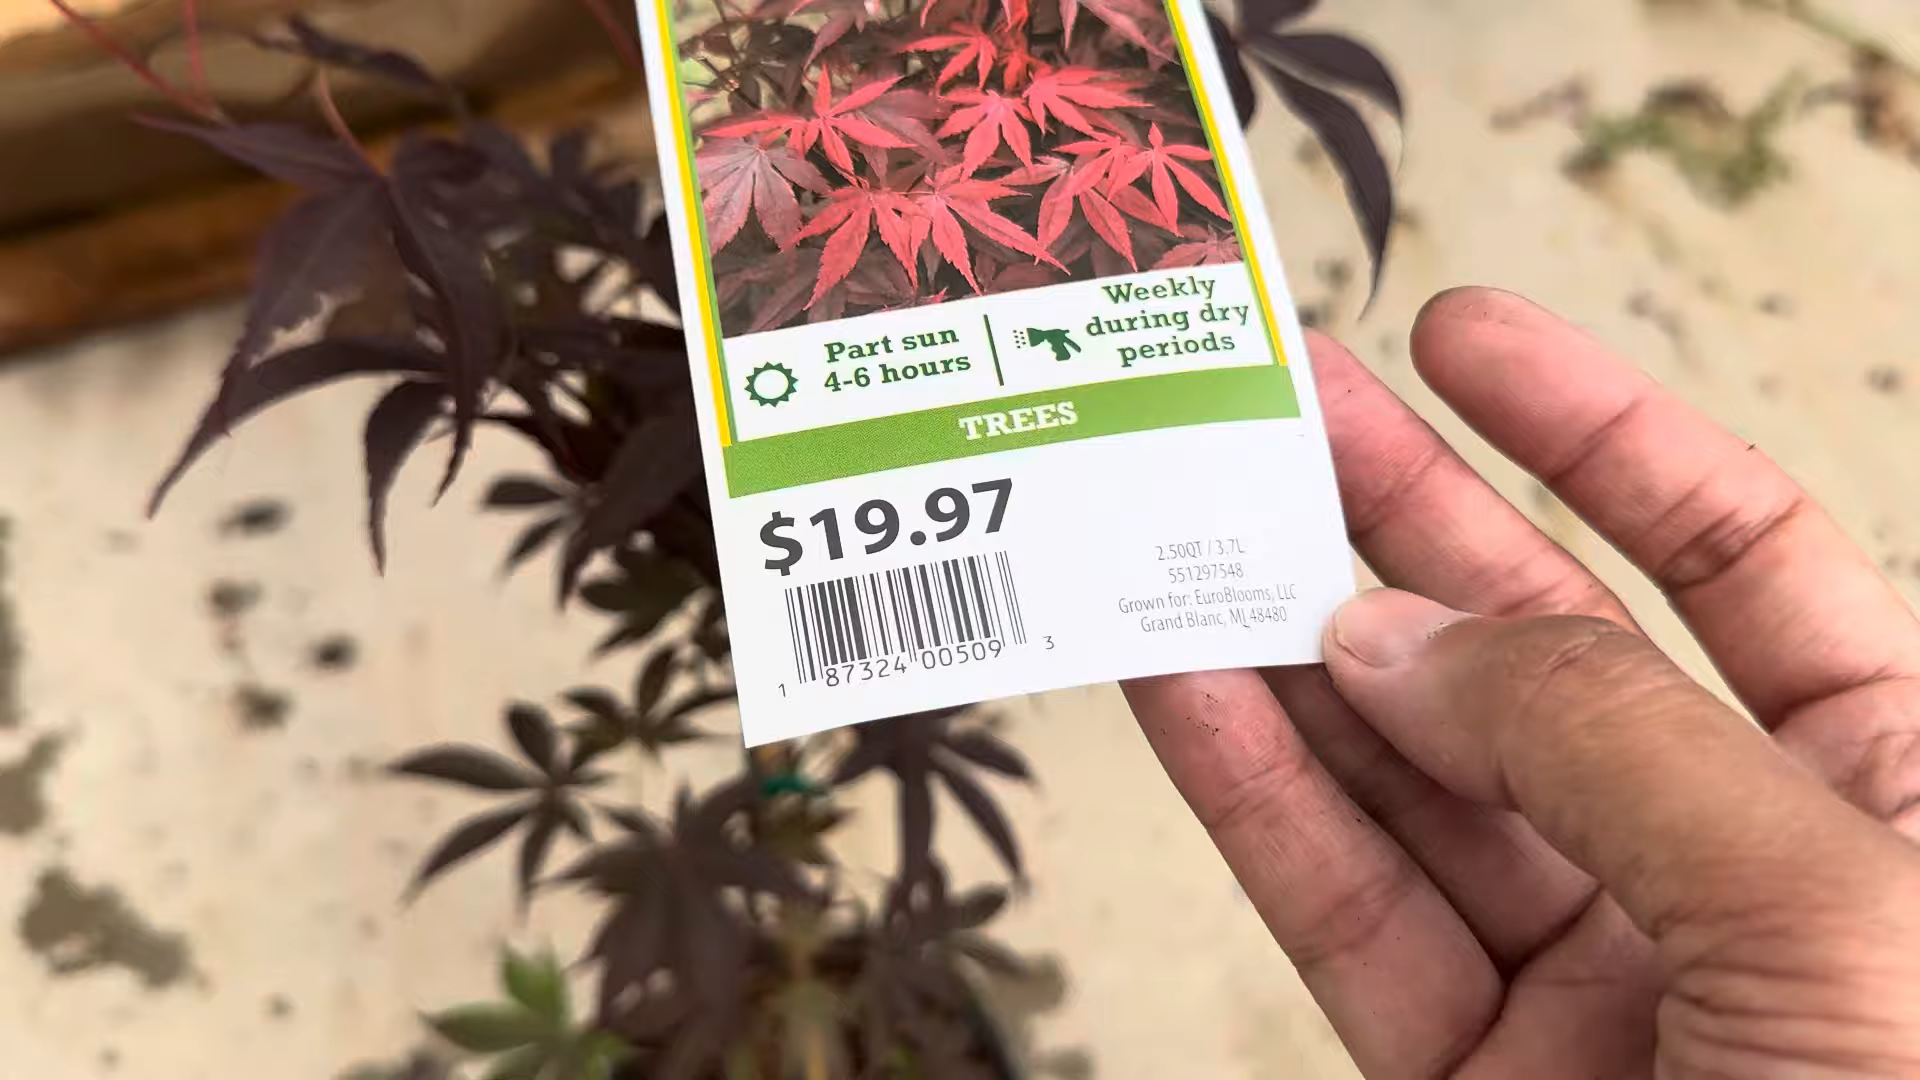 Part sun
4-6 hours
Weekly
during dry
periods
TREES
$19.97
1 87324 00509 3
2.50QT / 3.7L
551297548
Grown for: EuroBlooms, LLC
Grand Blanc, MI 48480